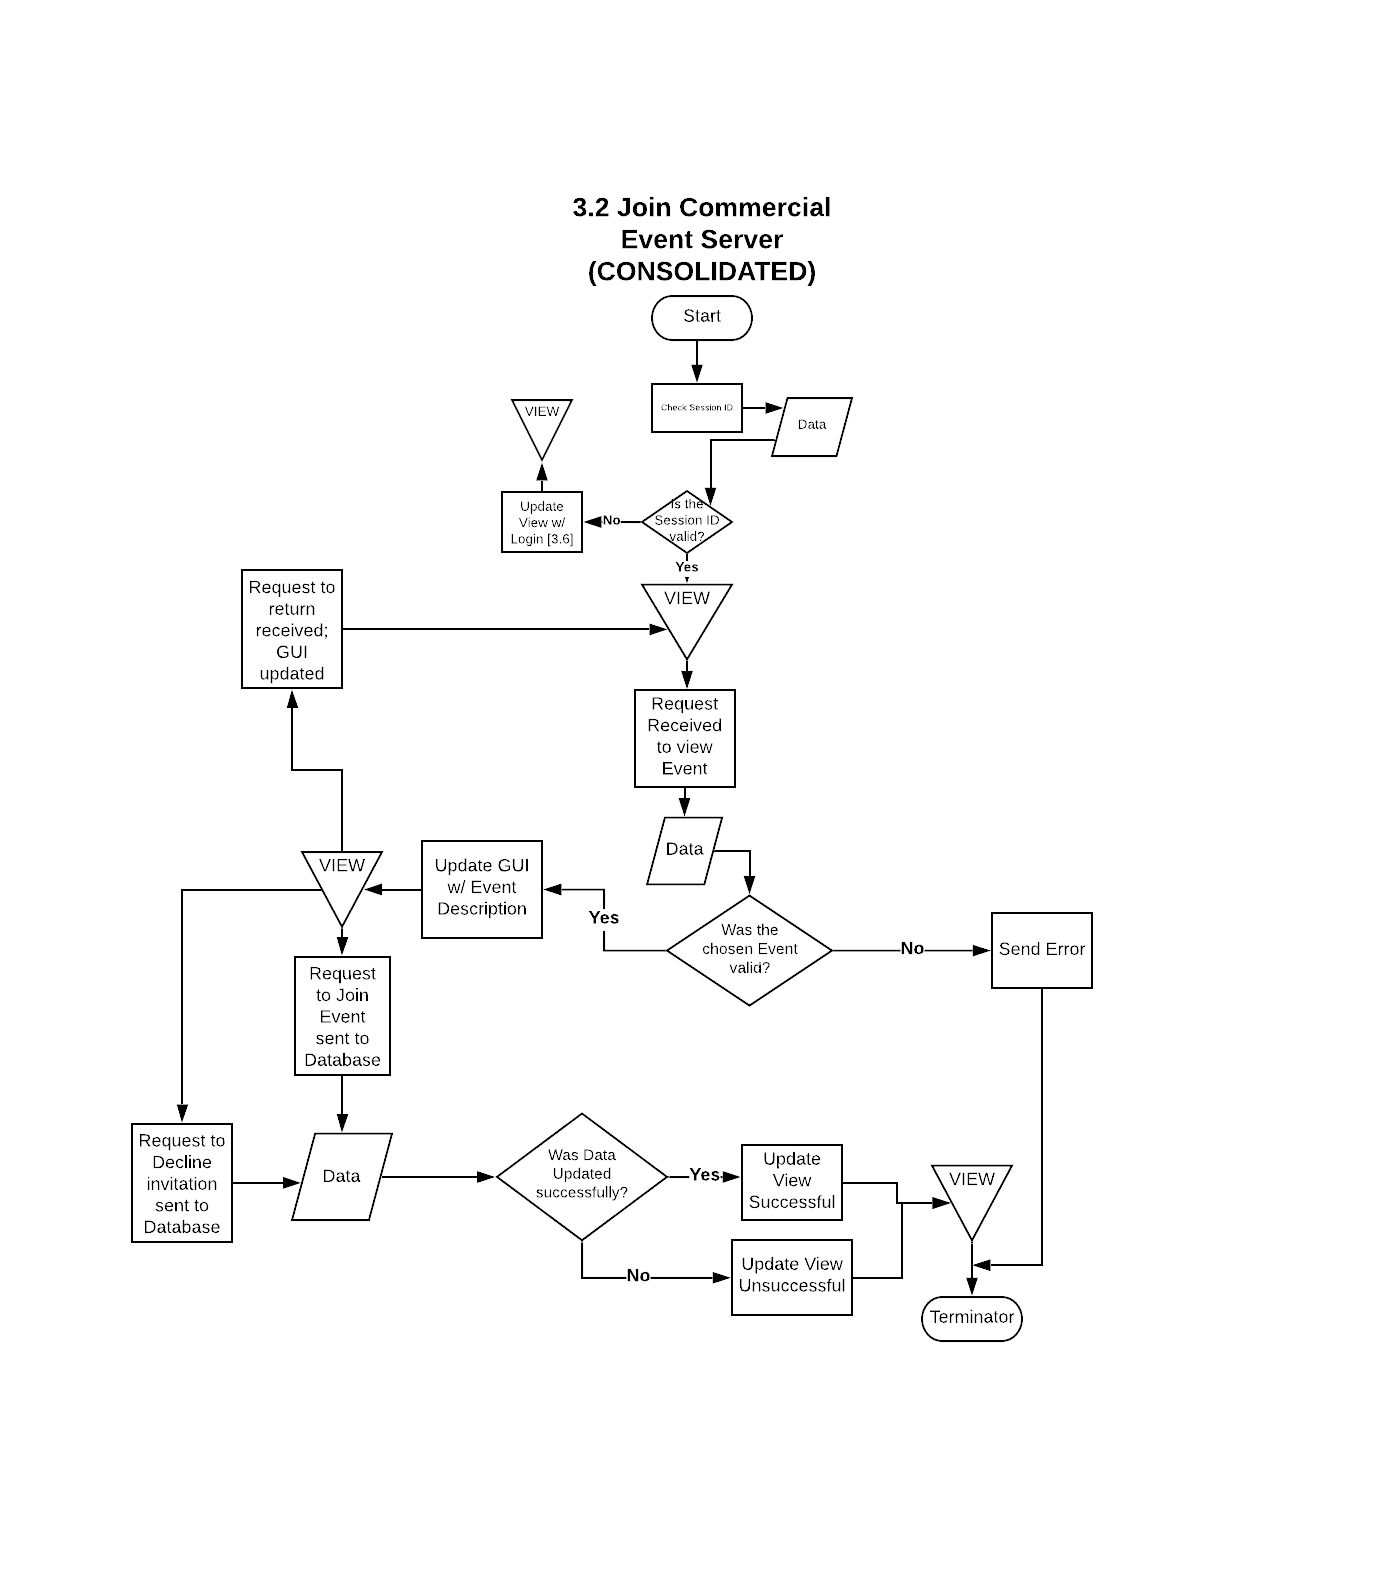 3.2 Join Commercial
Event Server
(CONSOLIDATED)
Start
Check Session ID
Data
VIEW
Is the
Session ID
valid?
No
Update
View w/
Login [3.6]
Yes
VIEW
Request to
return
received;
GUI
updated
Request
Received
to view
Event
Data
VIEW
Update GUI
w/ Event
Description
Yes
Was the
chosen Event
valid?
No
Send Error
Request
to Join
Event
sent to
Database
Request to
Decline
invitation
sent to
Database
Data
Was Data
Updated
successfully?
Yes
Update
View
Successful
VIEW
No
Update View
Unsuccessful
Terminator